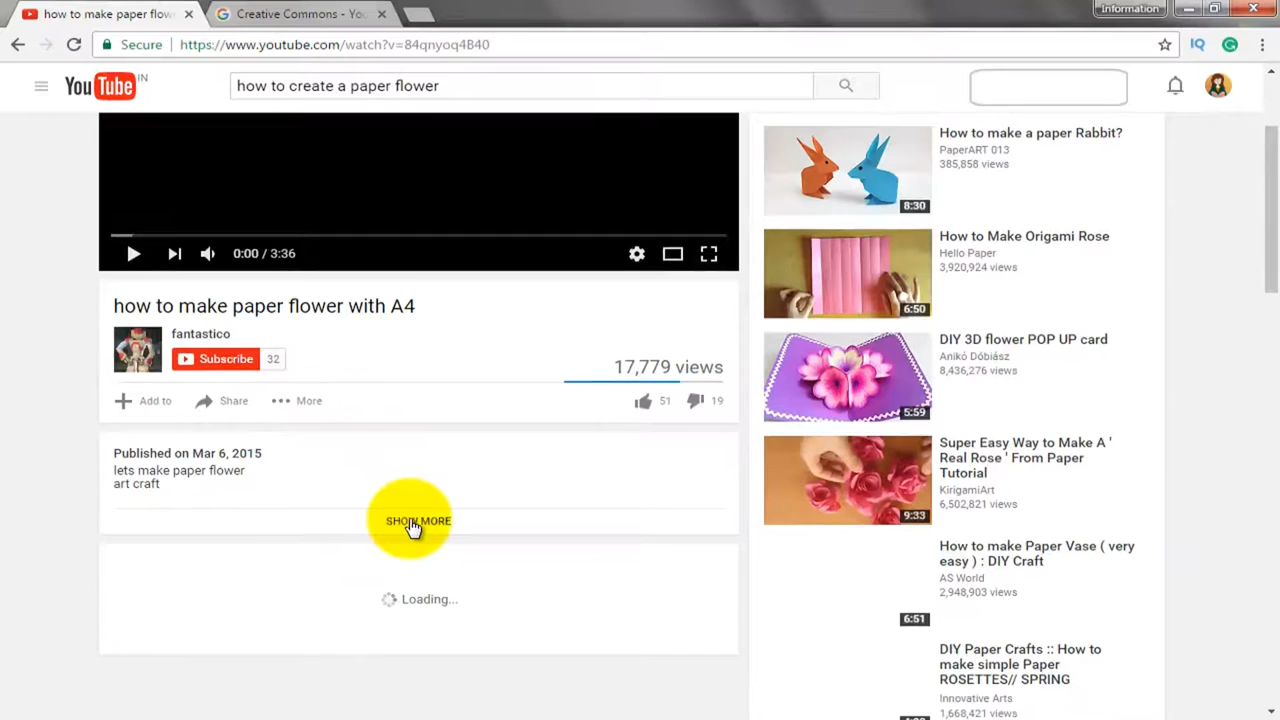 how to make paper flow
Creative Commons - You
Information
Secure
https://www.youtube.com/watch?v=84qnyoq4B40
IQ
YouTube IN
how to create a paper flower
0:00 / 3:36
how to make paper flower with A4
fantastico
Subscribe 32
17,779 views
Add to
Share
More
51
19
Published on Mar 6, 2015
lets make paper flower
art craft
SHOW MORE
Loading...
How to make a paper Rabbit?
PaperART 013
385,858 views
8:30
How to Make Origami Rose
Hello Paper
3,920,924 views
6:50
DIY 3D flower POP UP card
Anikó Dóbiász
8,436,276 views
5:59
Super Easy Way to Make A '
Real Rose ' From Paper
Tutorial
KirigamiArt
6,502,821 views
9:33
How to make Paper Vase ( very
easy ) : DIY Craft
AS World
2,948,903 views
6:51
DIY Paper Crafts :: How to
make simple Paper
ROSETTES// SPRING
Innovative Arts
1,668,421 views